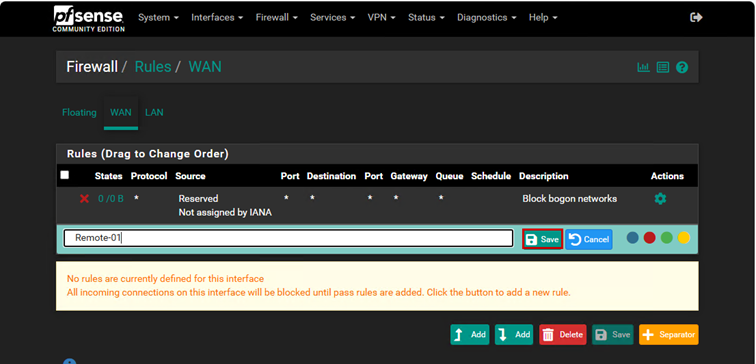 pfsense
COMMUNITY EDITION
System Interfaces Firewall Services VPN Status Diagnostics Help
Firewall / Rules / WAN
Floating WAN LAN
Rules (Drag to Change Order)
States Protocol Source Port Destination Port Gateway Queue Schedule Description Actions
0 /0 B * Reserved * * * * * Block bogon networks
Not assigned by IANA
Remote-01 Save Cancel
No rules are currently defined for this interface
All incoming connections on this interface will be blocked until pass rules are added. Click the button to add a new rule.
Add Add Delete Save Separator